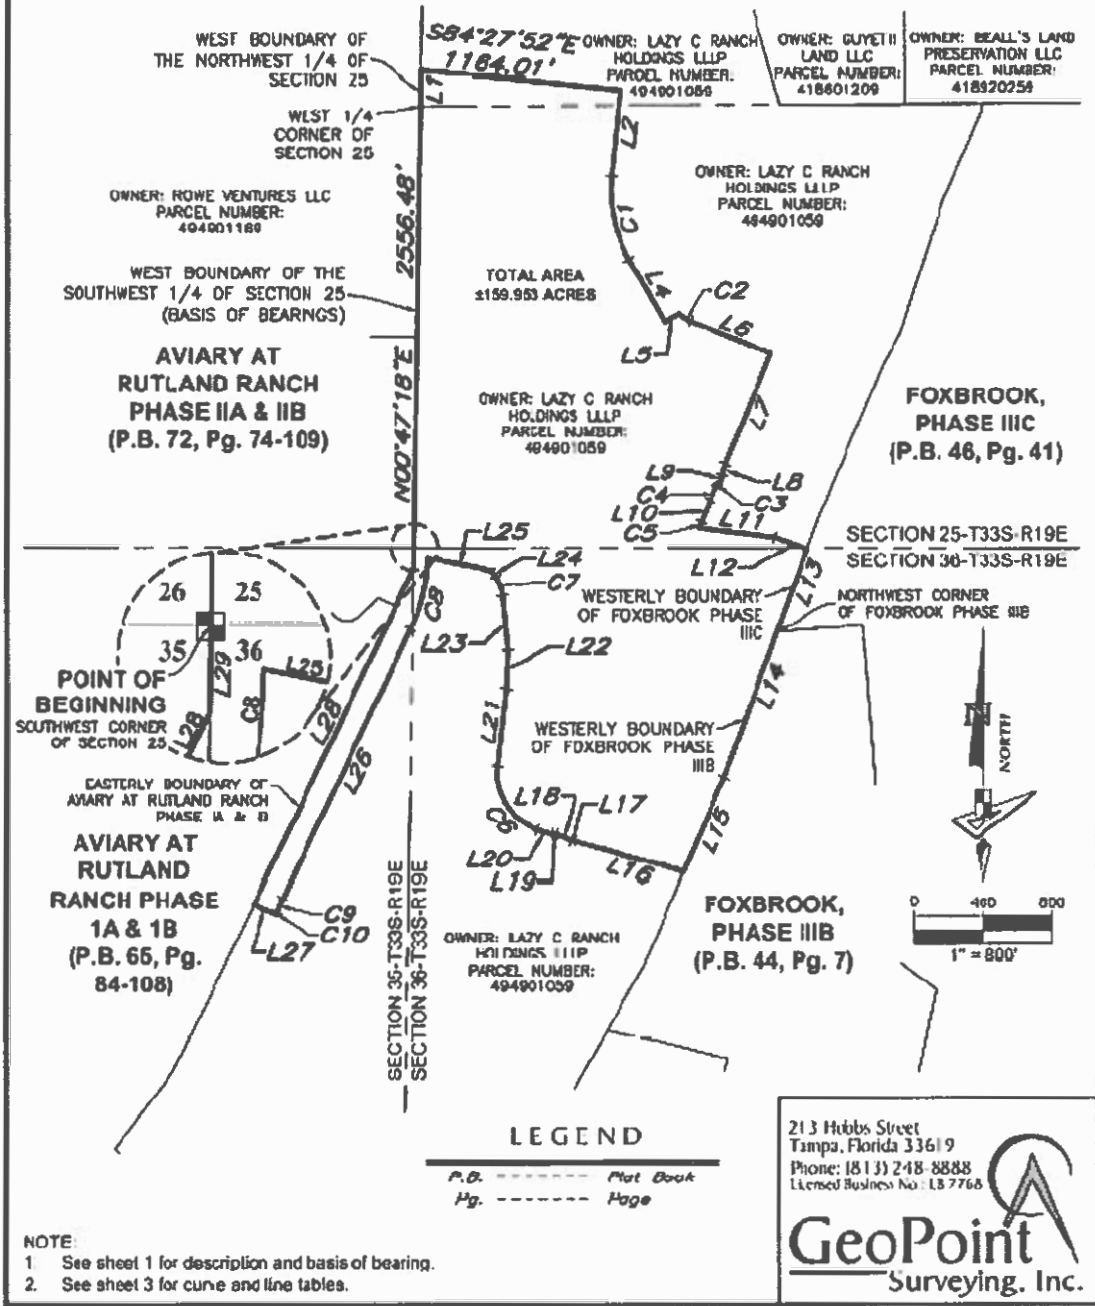 S84°27'52"E
1164.01'
WEST BOUNDARY OF
THE NORTHWEST 1/4 OF
SECTION 25
L1
OWNER: LAZY C RANCH
HOLDINGS LLLP
PARCEL NUMBER:
494901059
OWNER: GUYETII
LAND LLC
PARCEL NUMBER:
418601209
OWNER: BEALL'S LAND
PRESERVATION LLC
PARCEL NUMBER:
418920259
WEST 1/4
CORNER OF
SECTION 25
L2
OWNER: ROWE VENTURES LLC
PARCEL NUMBER:
494901169
OWNER: LAZY C RANCH
HOLDINGS LLLP
PARCEL NUMBER:
494901059
C1
2556.48'
N00°47'18"E
WEST BOUNDARY OF THE
SOUTHWEST 1/4 OF SECTION 25
(BASIS OF BEARINGS)
TOTAL AREA
±159.953 ACRES
L4
C2
L5
L6
AVIARY AT
RUTLAND RANCH
PHASE IIA & IIB
(P.B. 72, Pg. 74-109)
OWNER: LAZY C RANCH
HOLDINGS LLLP
PARCEL NUMBER:
494901059
L7
FOXBROOK,
PHASE IIIC
(P.B. 46, Pg. 41)
L9
L8
C4
C3
L10
C5
L11
L12
SECTION 25-T33S-R19E
SECTION 36-T33S-R19E
L25
L24
C7
C8
L13
WESTERLY BOUNDARY
OF FOXBROOK PHASE
IIIC
NORTHWEST CORNER
OF FOXBROOK PHASE IIIB
26
25
35
36
L29
L25
C8
L28
POINT OF
BEGINNING
SOUTHWEST CORNER
OF SECTION 25
L23
L22
L28
L26
L21
L14
WESTERLY BOUNDARY
OF FOXBROOK PHASE
IIIB
NORTH
EASTERLY BOUNDARY OF
AVIARY AT RUTLAND RANCH
PHASE IA & IB
AVIARY AT
RUTLAND
RANCH PHASE
1A & 1B
(P.B. 65, Pg.
84-108)
C6
L18
L17
L20
L19
L16
L15
C9
C10
L27
SECTION 35-T33S-R19E
SECTION 36-T33S-R19E
OWNER: LAZY C RANCH
HOLDINGS LLLP
PARCEL NUMBER:
494901059
FOXBROOK,
PHASE IIIB
(P.B. 44, Pg. 7)
0 400 800
1" = 800'
LEGEND
P.B. Plat Book
Pg. Page
NOTE:
1. See sheet 1 for description and basis of bearing.
2. See sheet 3 for curve and line tables.
213 Hobbs Street
Tampa, Florida 33619
Phone: (813) 248-8888
Licensed Business No.: LB 7768
GeoPoint
Surveying, Inc.